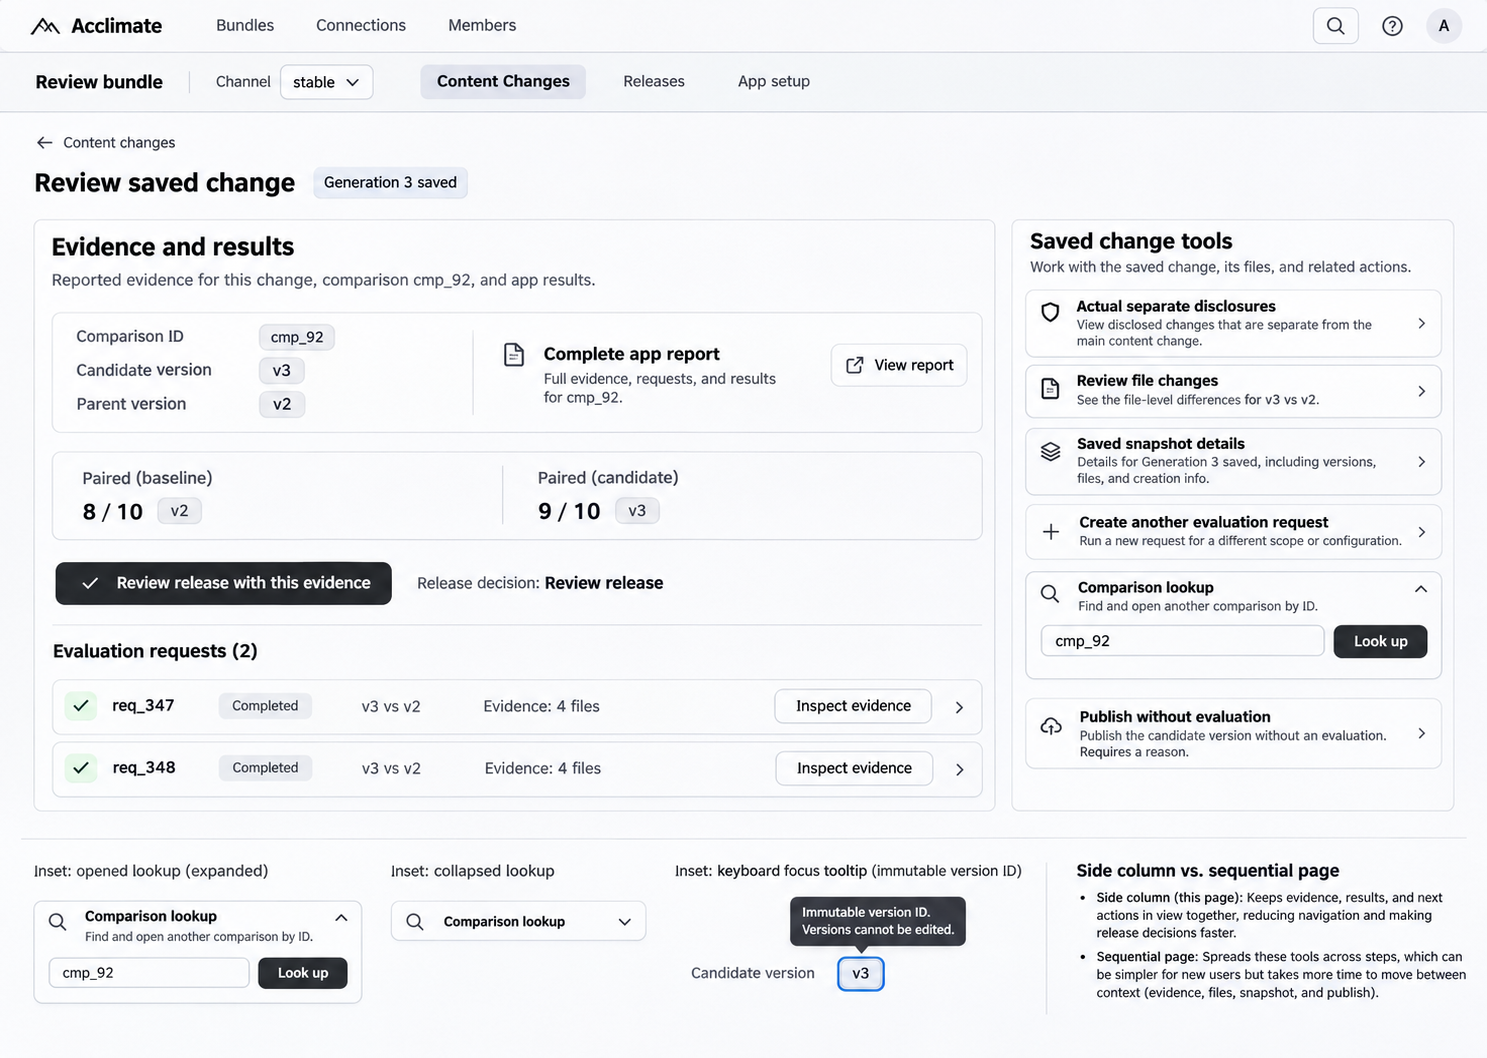 Acclimate
Bundles
Connections
Members
A
Review bundle
Channel
stable
Content Changes
Releases
App setup
Content changes
Review saved change
Generation 3 saved
Evidence and results
Reported evidence for this change, comparison cmp_92, and app results.
Comparison ID
cmp_92
Candidate version
v3
Parent version
v2
Complete app report
Full evidence, requests, and results
for cmp_92.
View report
Paired (baseline)
8 / 10
v2
Paired (candidate)
9 / 10
v3
Review release with this evidence
Release decision: Review release
Evaluation requests (2)
req_347
Completed
v3 vs v2
Evidence: 4 files
Inspect evidence
req_348
Completed
v3 vs v2
Evidence: 4 files
Inspect evidence
Saved change tools
Work with the saved change, its files, and related actions.
Actual separate disclosures
View disclosed changes that are separate from the
main content change.
Review file changes
See the file-level differences for v3 vs v2.
Saved snapshot details
Details for Generation 3 saved, including versions,
files, and creation info.
Create another evaluation request
Run a new request for a different scope or configuration.
Comparison lookup
Find and open another comparison by ID.
cmp_92
Look up
Publish without evaluation
Publish the candidate version without an evaluation.
Requires a reason.
Inset: opened lookup (expanded)
Comparison lookup
Find and open another comparison by ID.
cmp_92
Look up
Inset: collapsed lookup
Comparison lookup
Inset: keyboard focus tooltip (immutable version ID)
Immutable version ID.
Versions cannot be edited.
Candidate version
v3
Side column vs. sequential page
• Side column (this page): Keeps evidence, results, and next
actions in view together, reducing navigation and making
release decisions faster.
• Sequential page: Spreads these tools across steps, which can
be simpler for new users but takes more time to move between
context (evidence, files, snapshot, and publish).